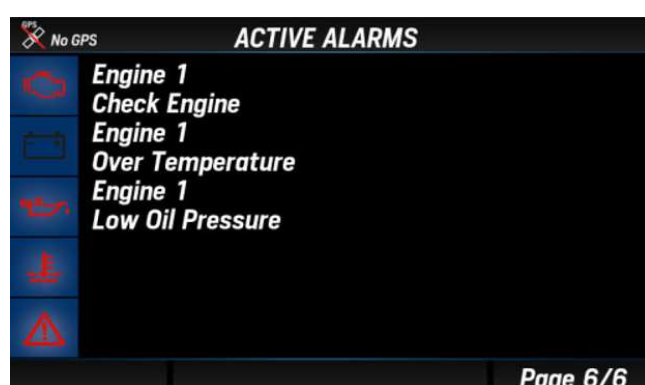 GPS
No GPS
ACTIVE ALARMS
Engine 1
Check Engine
Engine 1
Over Temperature
Engine 1
Low Oil Pressure
Page 6/6